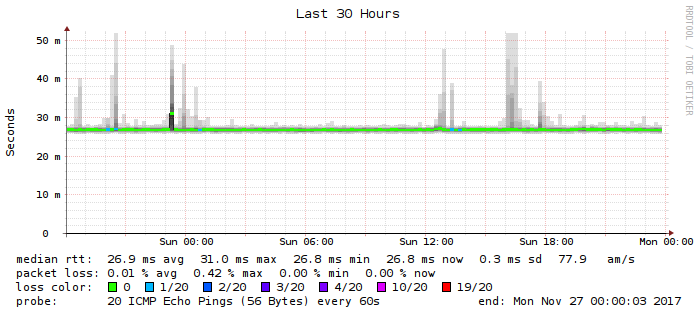 Last 30 Hours
RRDTOOL / TOBI OETIKER
Seconds
50 m
40 m
30 m
20 m
10 m
0
Sun 00:00 Sun 06:00 Sun 12:00 Sun 18:00 Mon 00:00
median rtt: 26.9 ms avg 31.0 ms max 26.8 ms min 26.8 ms now 0.3 ms sd 77.9 am/s
packet loss: 0.01 % avg 0.42 % max 0.00 % min 0.00 % now
loss color: 0 1/20 2/20 3/20 4/20 10/20 19/20
probe: 20 ICMP Echo Pings (56 Bytes) every 60s end: Mon Nov 27 00:00:03 2017